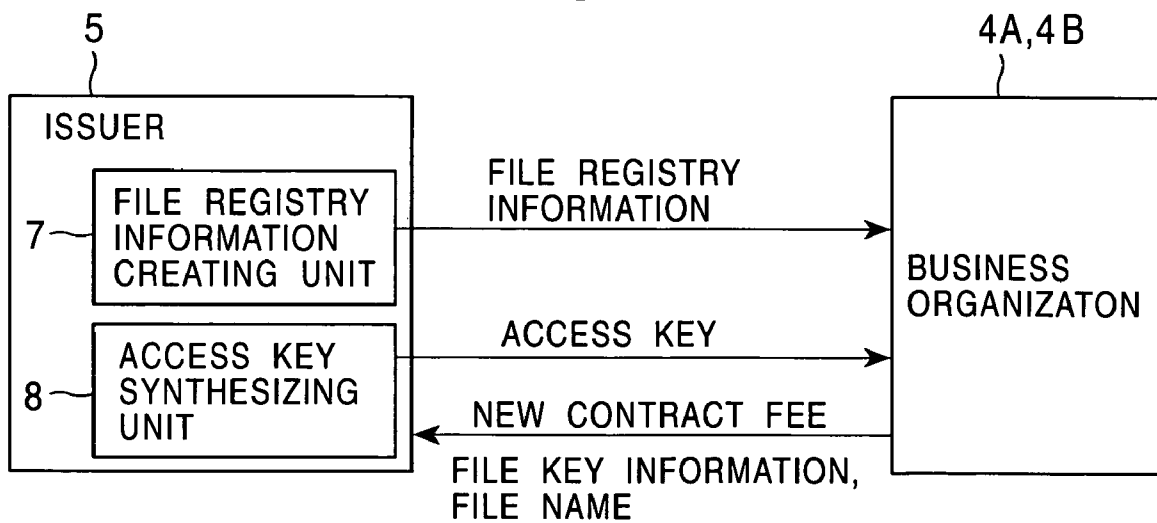 5
4A,4B
ISSUER
FILE REGISTRY
INFORMATION
CREATING UNIT
7
FILE REGISTRY
INFORMATION
BUSINESS
ORGANIZATON
ACCESS KEY
SYNTHESIZING
UNIT
8
ACCESS KEY
NEW CONTRACT FEE
FILE KEY INFORMATION,
FILE NAME